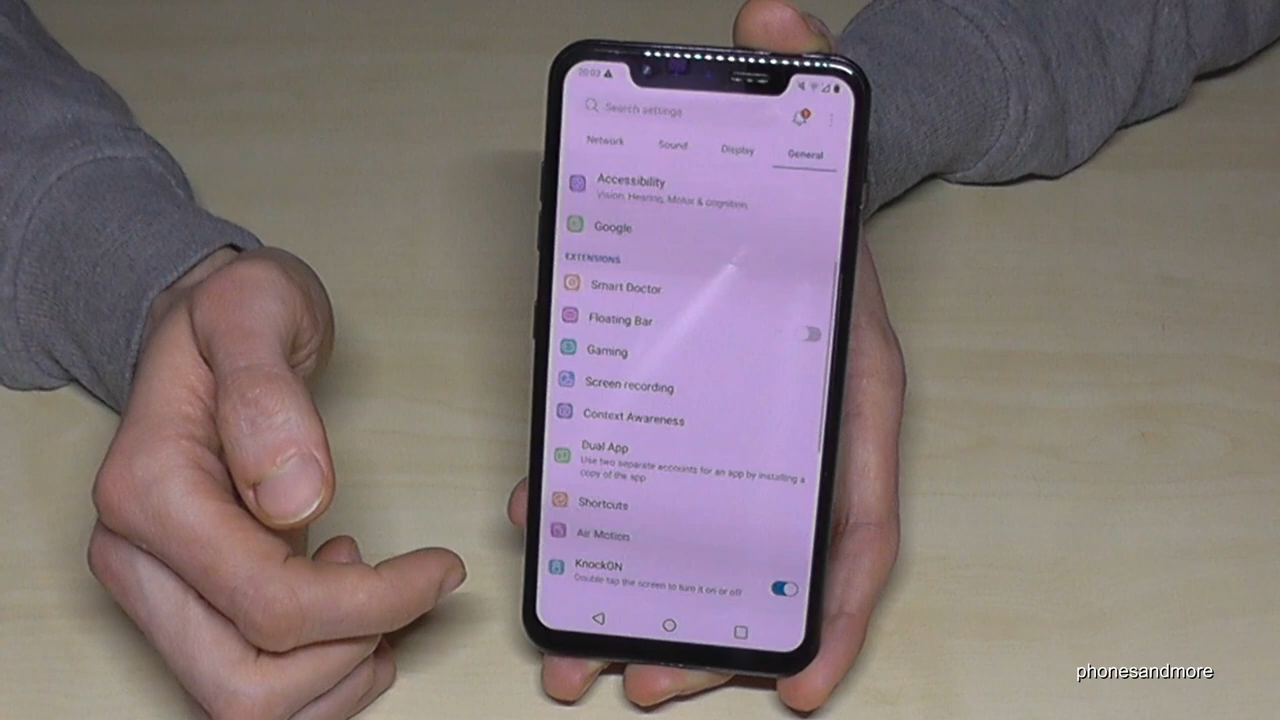 20:03
Search settings
Network Sound Display General
Accessibility
Vision, Hearing, Motor & cognition
Google
EXTENSIONS
Smart Doctor
Floating Bar
Gaming
Screen recording
Context Awareness
Dual App
Use two separate accounts for an app by installing a
copy of the app
Shortcuts
Air Motion
KnockON
Double-tap the screen to turn it on or off
phonesandmore